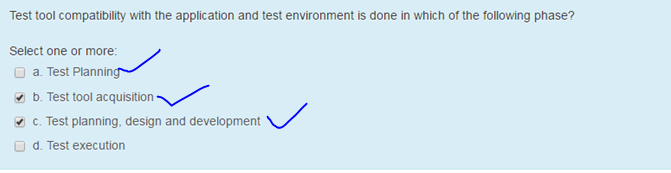 Test tool compatibility with the application and test environment is done in which of the following phase?
Select one or more:
a. Test Planning
b. Test tool acquisition
c. Test planning, design and development
d. Test execution